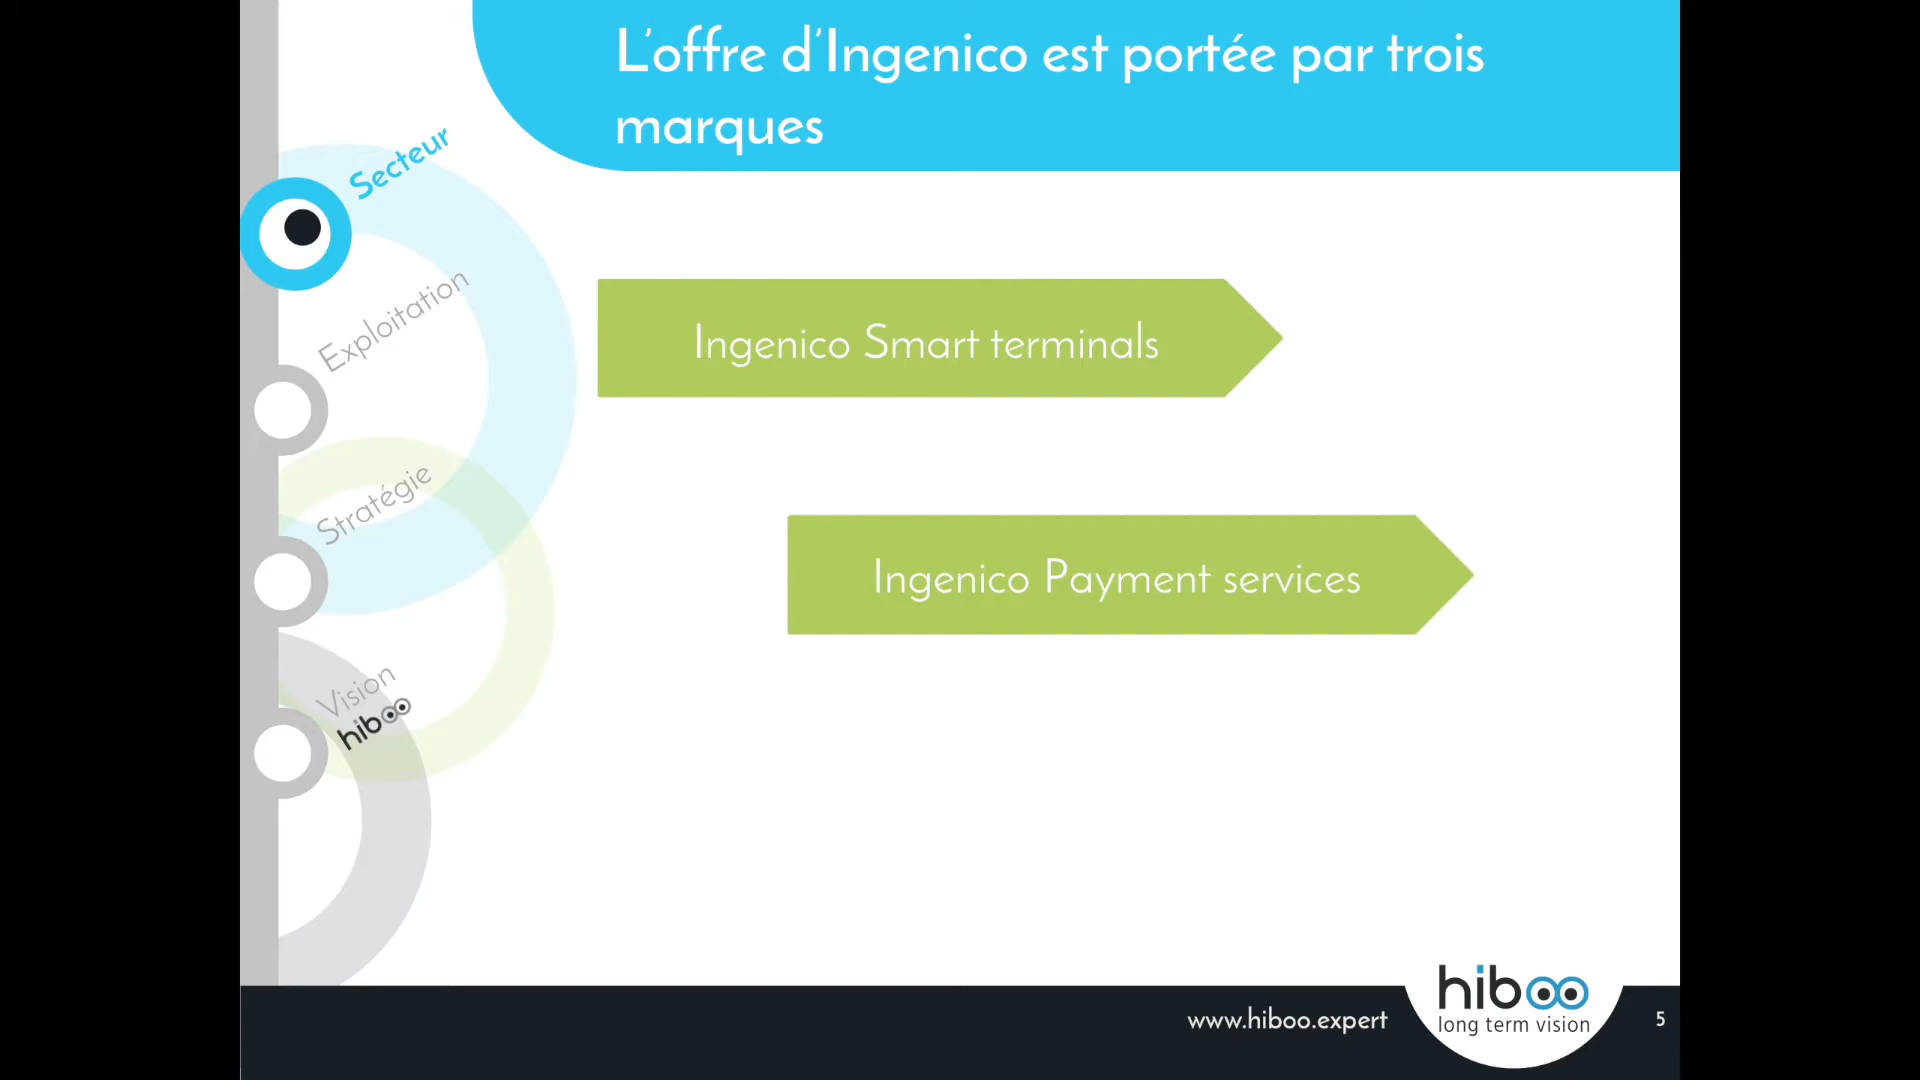 L'offre d'Ingenico est portée par trois
marques
Secteur
Exploitation
Stratégie
Vision
hiboo
Ingenico Smart terminals
Ingenico Payment services
www.hiboo.expert
hiboo
long term vision
5